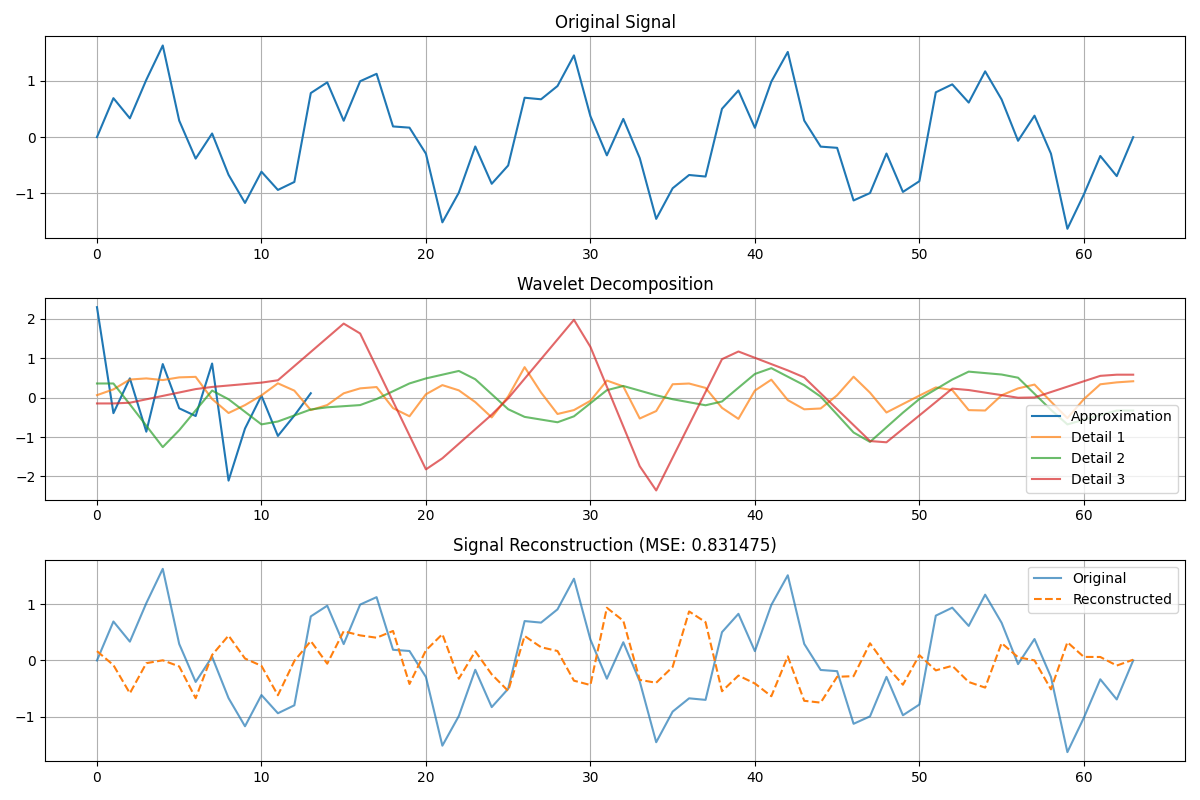 Original Signal
1
0
−1
0 10 20 30 40 50 60
Wavelet Decomposition
2
1
0
−1
−2
Approximation
Detail 1
Detail 2
Detail 3
0 10 20 30 40 50 60
Signal Reconstruction (MSE: 0.831475)
1
0
−1
Original
Reconstructed
0 10 20 30 40 50 60